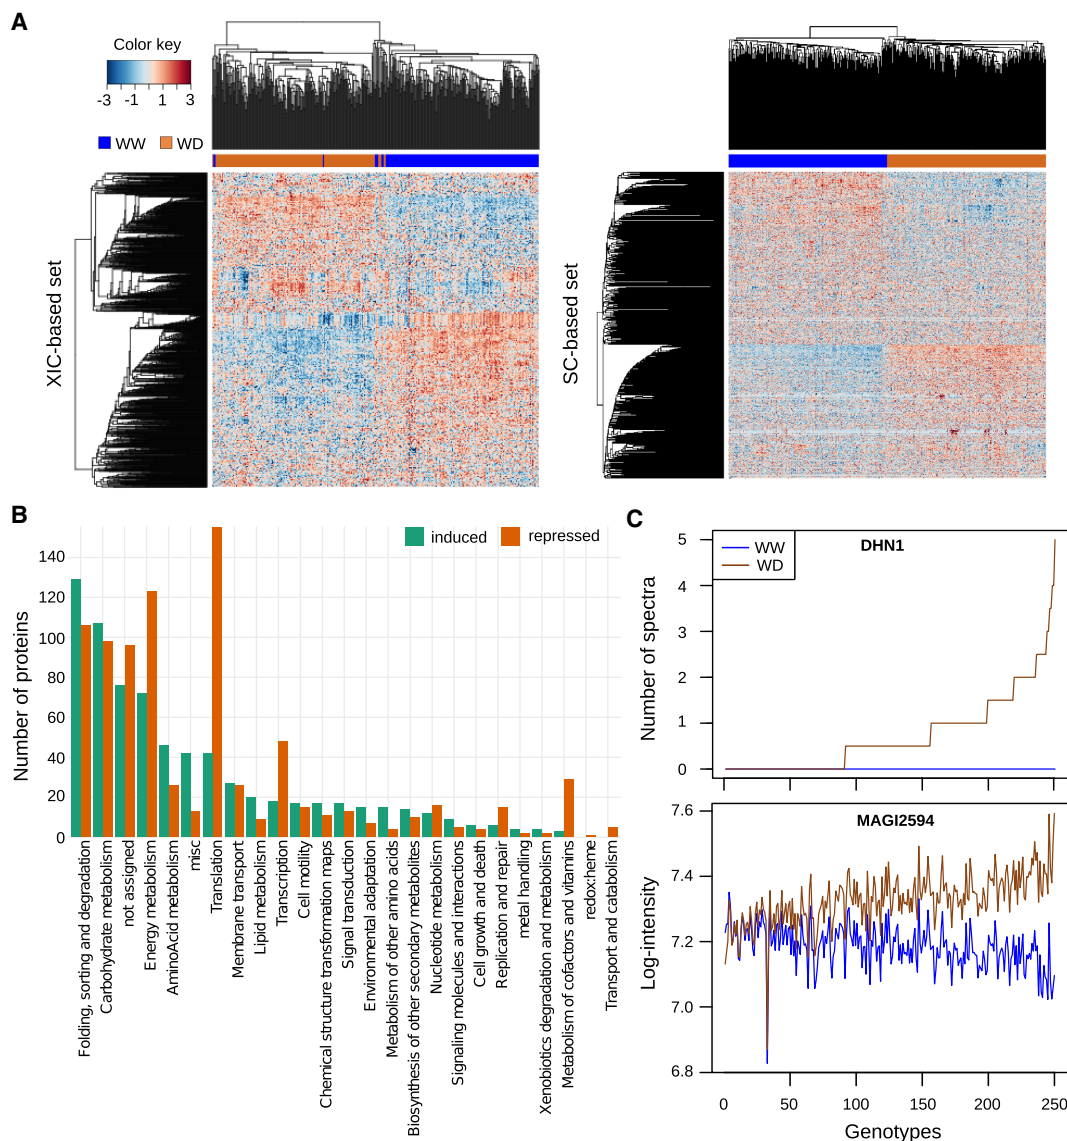 A
Color key
-3 -1 1 3
WW WD
XIC-based set
SC-based set
B
induced repressed
Number of proteins
140
120
100
80
60
40
20
0
Folding, sorting and degradation
Carbohydrate metabolism
not assigned
Energy metabolism
AminoAcid metabolism
misc
Translation
Membrane transport
Lipid metabolism
Transcription
Cell motility
Chemical structure transformation maps
Signal transduction
Environmental adaptation
Metabolism of other amino acids
Biosynthesis of other secondary metabolites
Nucleotide metabolism
Signaling molecules and interactions
Cell growth and death
Replication and repair
metal handling
Xenobiotics degradation and metabolism
Metabolism of cofactors and vitamins
redox:heme
Transport and catabolism
C
WW
WD
DHN1
Number of spectra
5
4
3
2
1
0
MAGI2594
Log-intensity
7.6
7.4
7.2
7.0
6.8
0 50 100 150 200 250
Genotypes